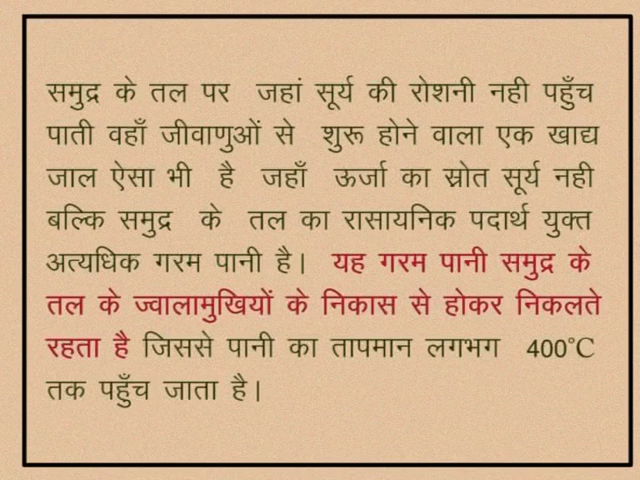 समुद्र के तल पर जहां सूर्य की रोशनी नही पहुँच
पाती वहाँ जीवाणुओं से शुरू होने वाला एक खाद्य
जाल ऐसा भी है जहाँ ऊर्जा का स्रोत सूर्य नही
बल्कि समुद्र के तल का रासायनिक पदार्थ युक्त
अत्यधिक गरम पानी है। यह गरम पानी समुद्र के
तल के ज्वालामुखियों के निकास से होकर निकलते
रहता है जिससे पानी का तापमान लगभग 400°C
तक पहुँच जाता है।